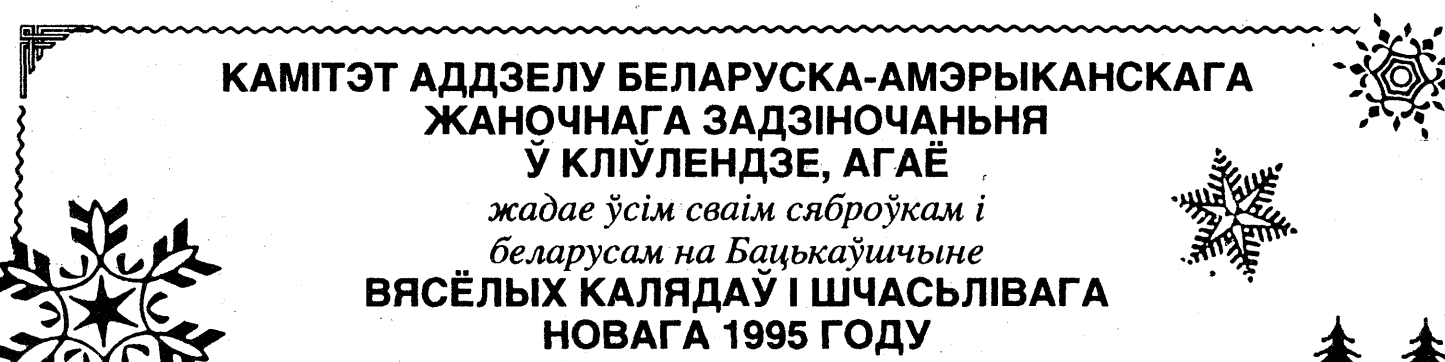 КАМІТЭТ АДДЗЕЛУ БЕЛАРУСКА-АМЭРЫКАНСКАГА
ЖАНОЧНАГА ЗАДЗІНОЧАНЬНЯ
Ў КЛІЎЛЕНДЗЕ, АГАЁ
жадае ўсім сваім сяброўкам і
беларусам на Бацькаўшчыне
ВЯСЁЛЫХ КАЛЯДАЎ І ШЧАСЬЛІВАГА
НОВАГА 1995 ГОДУ